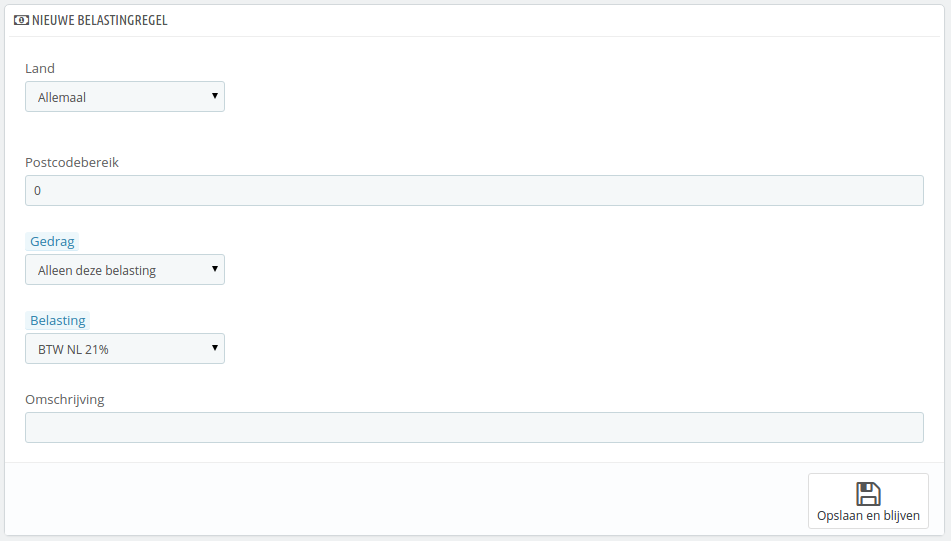 NIEUWE BELASTINGREGEL
Land
Allemaal
Postcodebereik
0
Gedrag
Alleen deze belasting
Belasting
BTW NL 21%
Omschrijving
Opslaan en blijven